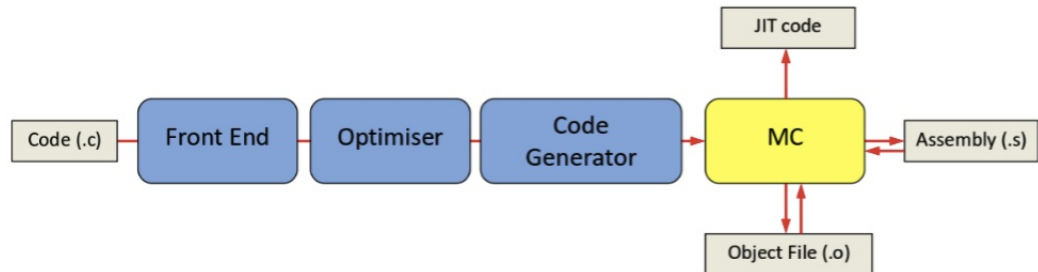 JIT code
Code (.c)
Front End
Optimiser
Code
Generator
MC
Assembly (.s)
Object File (.o)